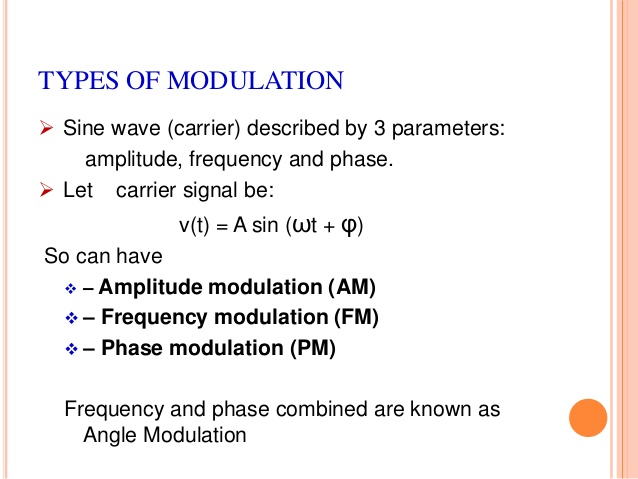 TYPES OF MODULATION
Sine wave (carrier) described by 3 parameters:
amplitude, frequency and phase.
Let carrier signal be:
v(t) = A sin (ωt + φ)
So can have
– Amplitude modulation (AM)
– Frequency modulation (FM)
– Phase modulation (PM)
Frequency and phase combined are known as
Angle Modulation